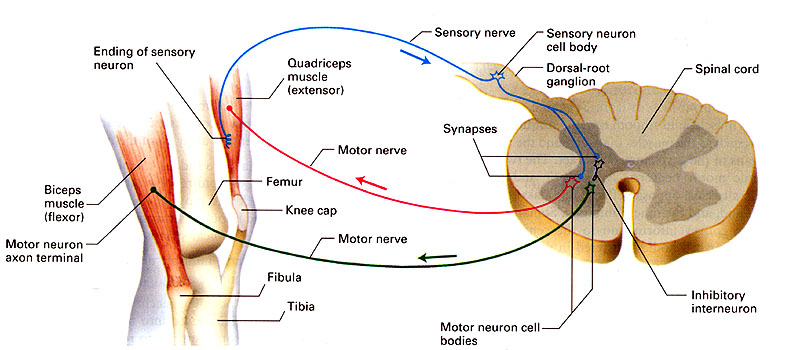 Sensory nerve
Sensory neuron
cell body
Ending of sensory
neuron
Quadriceps
muscle
(extensor)
Dorsal-root
ganglion
Spinal cord
Synapses
Motor nerve
Biceps
muscle
(flexor)
Femur
Knee cap
Motor neuron
axon terminal
Motor nerve
Fibula
Tibia
Inhibitory
interneuron
Motor neuron cell
bodies